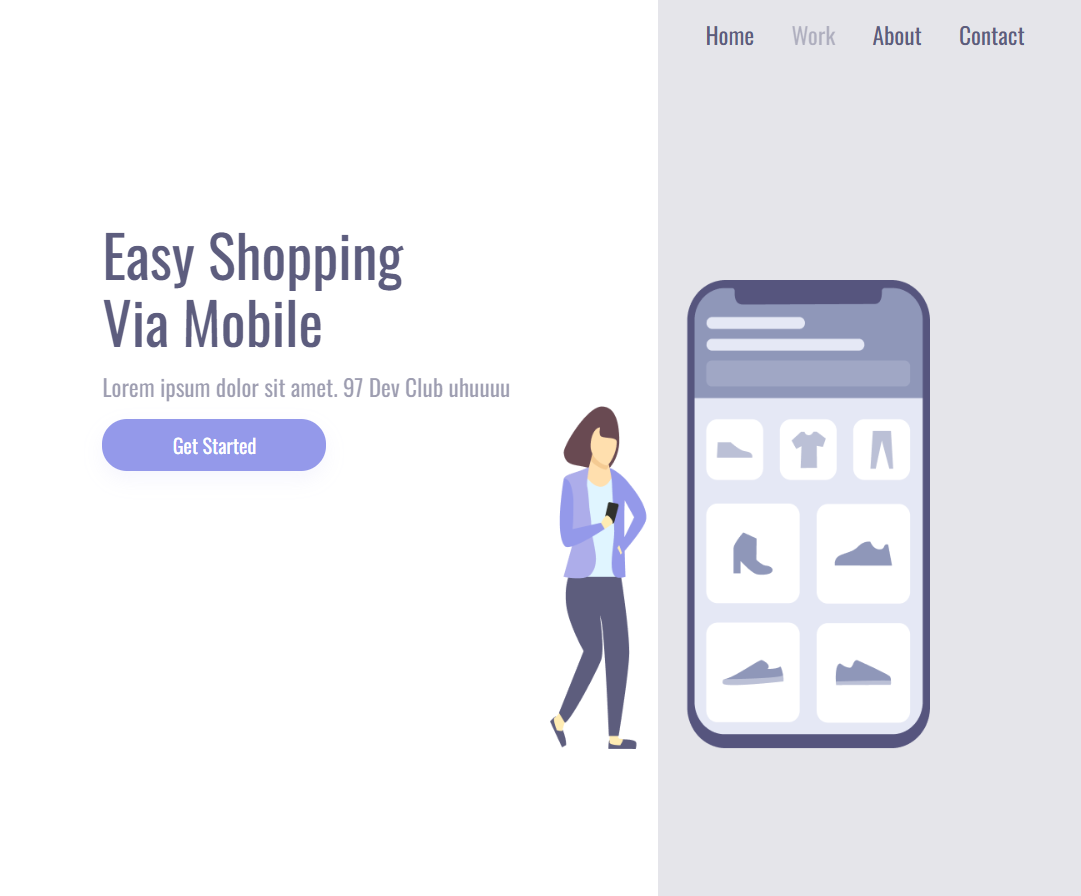 Home Work About Contact
Easy Shopping
Via Mobile
Lorem ipsum dolor sit amet. 97 Dev Club uhuuuu
Get Started